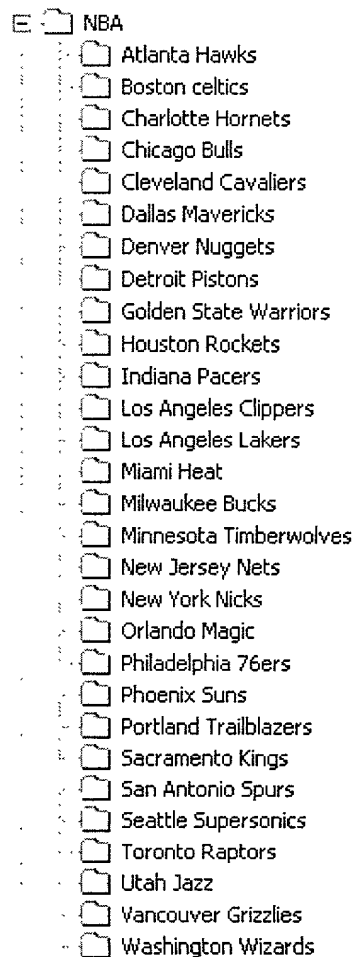 NBA
Atlanta Hawks
Boston celtics
Charlotte Hornets
Chicago Bulls
Cleveland Cavaliers
Dallas Mavericks
Denver Nuggets
Detroit Pistons
Golden State Warriors
Houston Rockets
Indiana Pacers
Los Angeles Clippers
Los Angeles Lakers
Miami Heat
Milwaukee Bucks
Minnesota Timberwolves
New Jersey Nets
New York Nicks
Orlando Magic
Philadelphia 76ers
Phoenix Suns
Portland Trailblazers
Sacramento Kings
San Antonio Spurs
Seattle Supersonics
Toronto Raptors
Utah Jazz
Vancouver Grizzlies
Washington Wizards